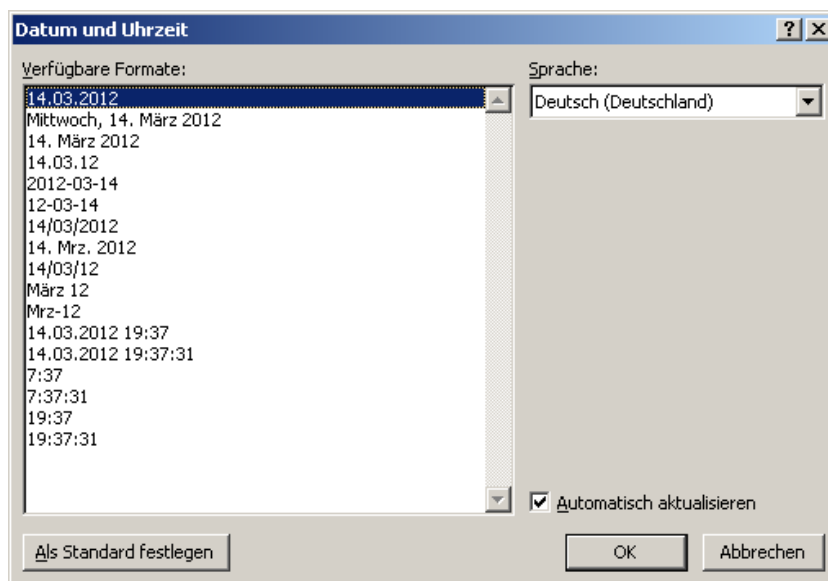 Datum und Uhrzeit
Verfügbare Formate:
14.03.2012
Mittwoch, 14. März 2012
14. März 2012
14.03.12
2012-03-14
12-03-14
14/03/2012
14. Mrz. 2012
14/03/12
März 12
Mrz-12
14.03.2012 19:37
14.03.2012 19:37:31
7:37
7:37:31
19:37
19:37:31
Sprache:
Deutsch (Deutschland)
Automatisch aktualisieren
Als Standard festlegen
OK
Abbrechen